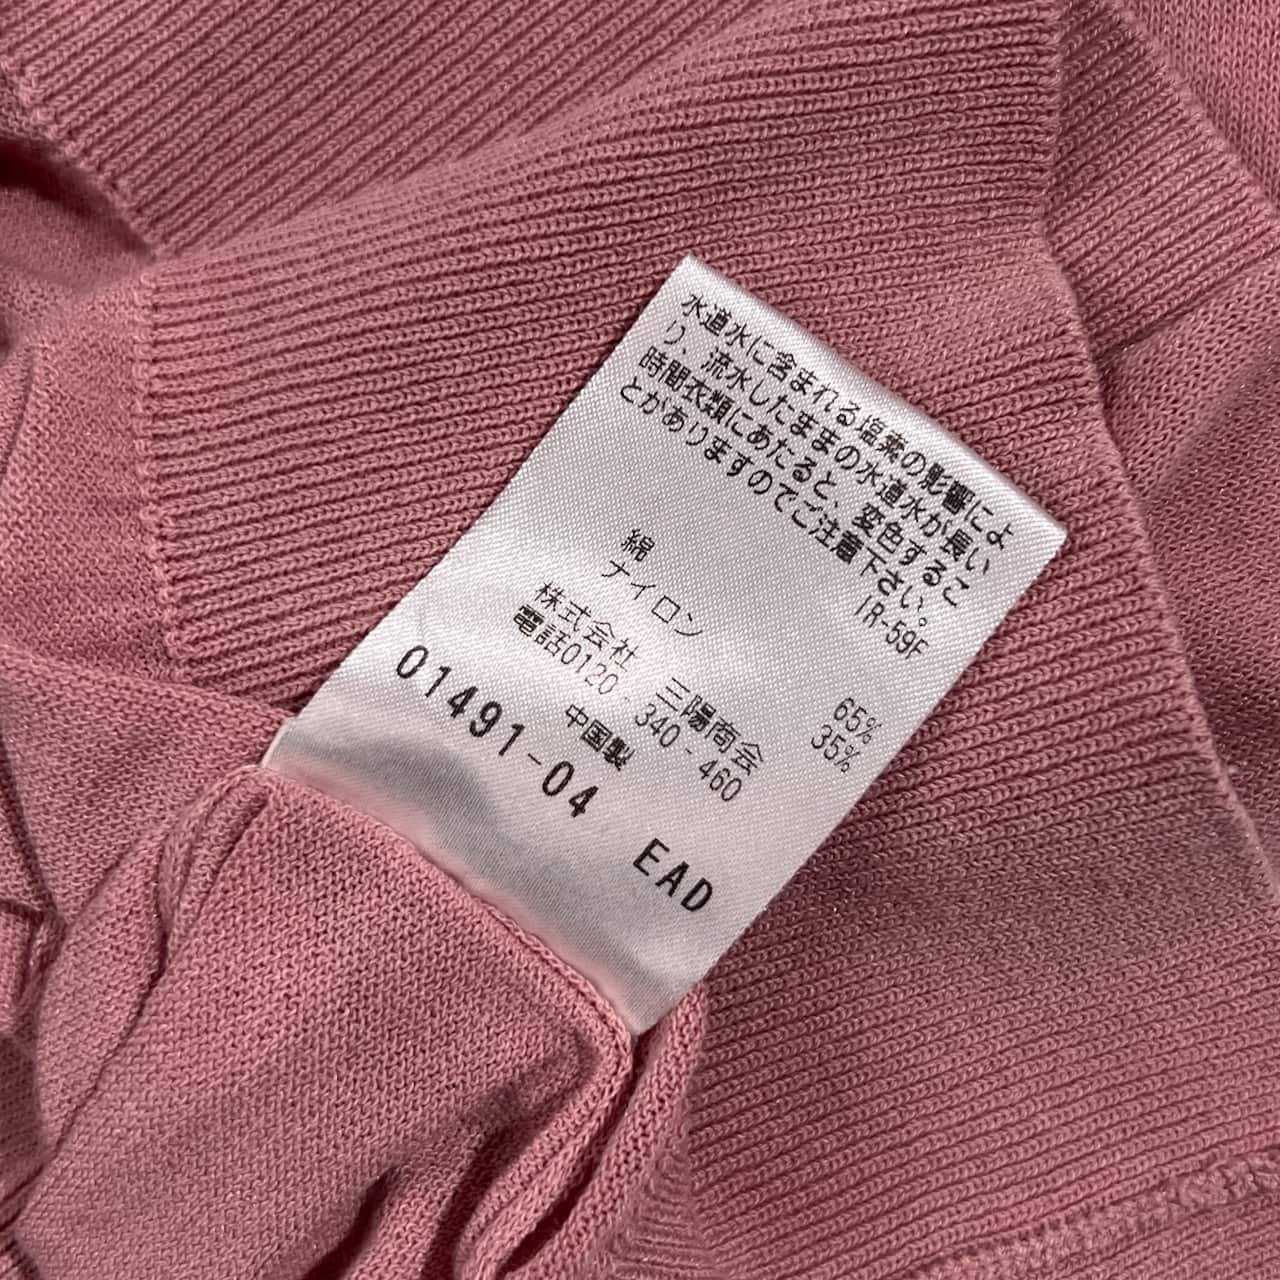 水道水に含まれる塩素の影響によ
り、流水したままの水道水が長い
時間衣類にあたると、変色するこ
とがありますのでご注意下さい。
IR-59F
綿 65%
ナイロン 35%
株式会社 三陽商会
電話0120-340-460
中国製
01491-04 EAD